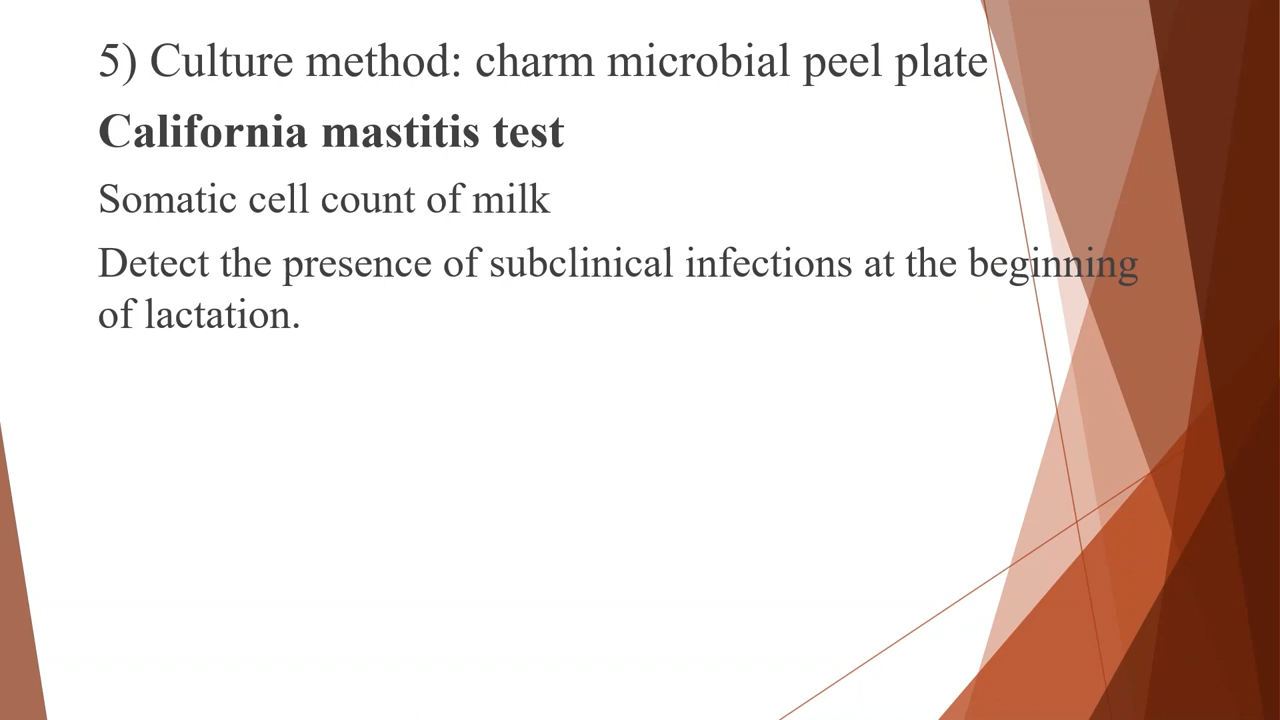 5) Culture method: charm microbial peel plate
California mastitis test
Somatic cell count of milk
Detect the presence of subclinical infections at the beginning
of lactation.